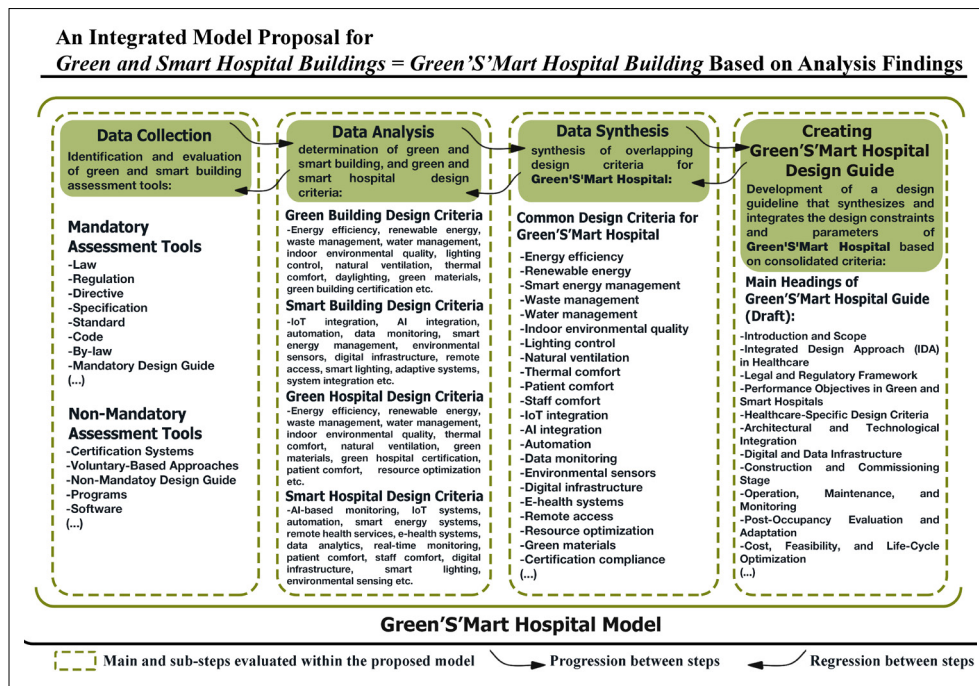 An Integrated Model Proposal for
Green and Smart Hospital Buildings = Green'S'Mart Hospital Building Based on Analysis Findings
Data Collection
Identification and evaluation
of green and smart building
assessment tools:
Mandatory
Assessment Tools
-Law
-Regulation
-Directive
-Specification
-Standard
-Code
-By-law
-Mandatory Design Guide
(...)
Non-Mandatory
Assessment Tools
-Certification Systems
-Voluntary-Based Approaches
-Non-Mandatoy Design Guide
-Programs
-Software
(...)
Data Analysis
determination of green and
smart building, and green and
smart hospital design
criteria:
Green Building Design Criteria
-Energy efficiency, renewable energy,
waste management, water management,
indoor environmental quality, lighting
control, natural ventilation, thermal
comfort, daylighting, green materials,
green building certification etc.
Smart Building Design Criteria
-IoT integration, AI integration,
automation, data monitoring, smart
energy management, environmental
sensors, digital infrastructure, remote
access, smart lighting, adaptive systems,
system integration etc.
Green Hospital Design Criteria
-Energy efficiency, renewable energy,
waste management, water management,
indoor environmental quality, thermal
comfort, natural ventilation, green
materials, green hospital certification,
patient comfort, resource optimization
etc.
Smart Hospital Design Criteria
-AI-based monitoring, IoT systems,
automation, smart energy systems,
remote health services, e-health systems,
data analytics, real-time monitoring,
patient comfort, staff comfort, digital
infrastructure, smart lighting,
environmental sensing etc.
Data Synthesis
synthesis of overlapping
design criteria for
Green'S'Mart Hospital:
Common Design Criteria for
Green'S'Mart Hospital
-Energy efficiency
-Renewable energy
-Smart energy management
-Waste management
-Water management
-Indoor environmental quality
-Lighting control
-Natural ventilation
-Thermal comfort
-Patient comfort
-Staff comfort
-IoT integration
-AI integration
-Automation
-Data monitoring
-Environmental sensors
-Digital infrastructure
-E-health systems
-Remote access
-Resource optimization
-Green materials
-Certification compliance
(...)
Creating
Green'S'Mart Hospital
Design Guide
Development of a design
guideline that synthesizes and
integrates the design constraints
and parameters of
Green'S'Mart Hospital based
on consolidated criteria:
Main Headings of
Green'S'Mart Hospital Guide
(Draft):
-Introduction and Scope
-Integrated Design Approach (IDA)
in Healthcare
-Legal and Regulatory Framework
-Performance Objectives in Green and
Smart Hospitals
-Healthcare-Specific Design Criteria
-Architectural and Technological
Integration
-Digital and Data Infrastructure
-Construction and Commissioning
Stage
-Operation, Maintenance, and
Monitoring
-Post-Occupancy Evaluation and
Adaptation
-Cost, Feasibility, and Life-Cycle
Optimization
(...)
Green'S'Mart Hospital Model
Main and sub-steps evaluated within the proposed model
Progression between steps
Regression between steps